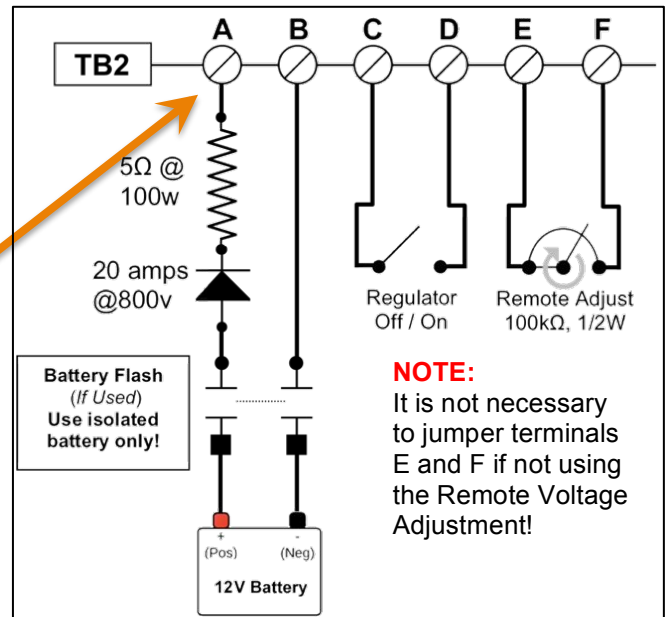 A B C D E F
TB2
5Ω @
100w
20 amps
@800v
Regulator
Off / On
Remote Adjust
100kΩ, 1/2W
Battery Flash
(If Used)
Use isolated
battery only!
NOTE:
It is not necessary
to jumper terminals
E and F if not using
the Remote Voltage
Adjustment!
+ -
(Pos) (Neg)
12V Battery